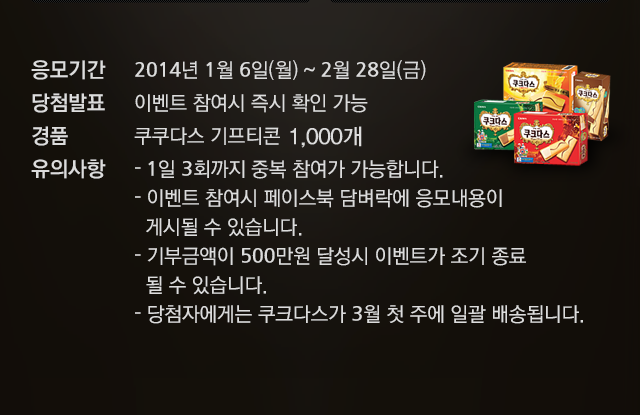 응모기간 2014년 1월 6일(월) ~ 2월 28일(금)
당첨발표 이벤트 참여시 즉시 확인 가능
경품 쿠쿠다스 기프티콘 1,000개
유의사항 - 1일 3회까지 중복 참여가 가능합니다.
- 이벤트 참여시 페이스북 담벼락에 응모내용이
게시될 수 있습니다.
- 기부금액이 500만원 달성시 이벤트가 조기 종료
될 수 있습니다.
- 당첨자에게는 쿠크다스가 3월 첫 주에 일괄 배송됩니다.
쿠크다스
쿠크다스
쿠크다스